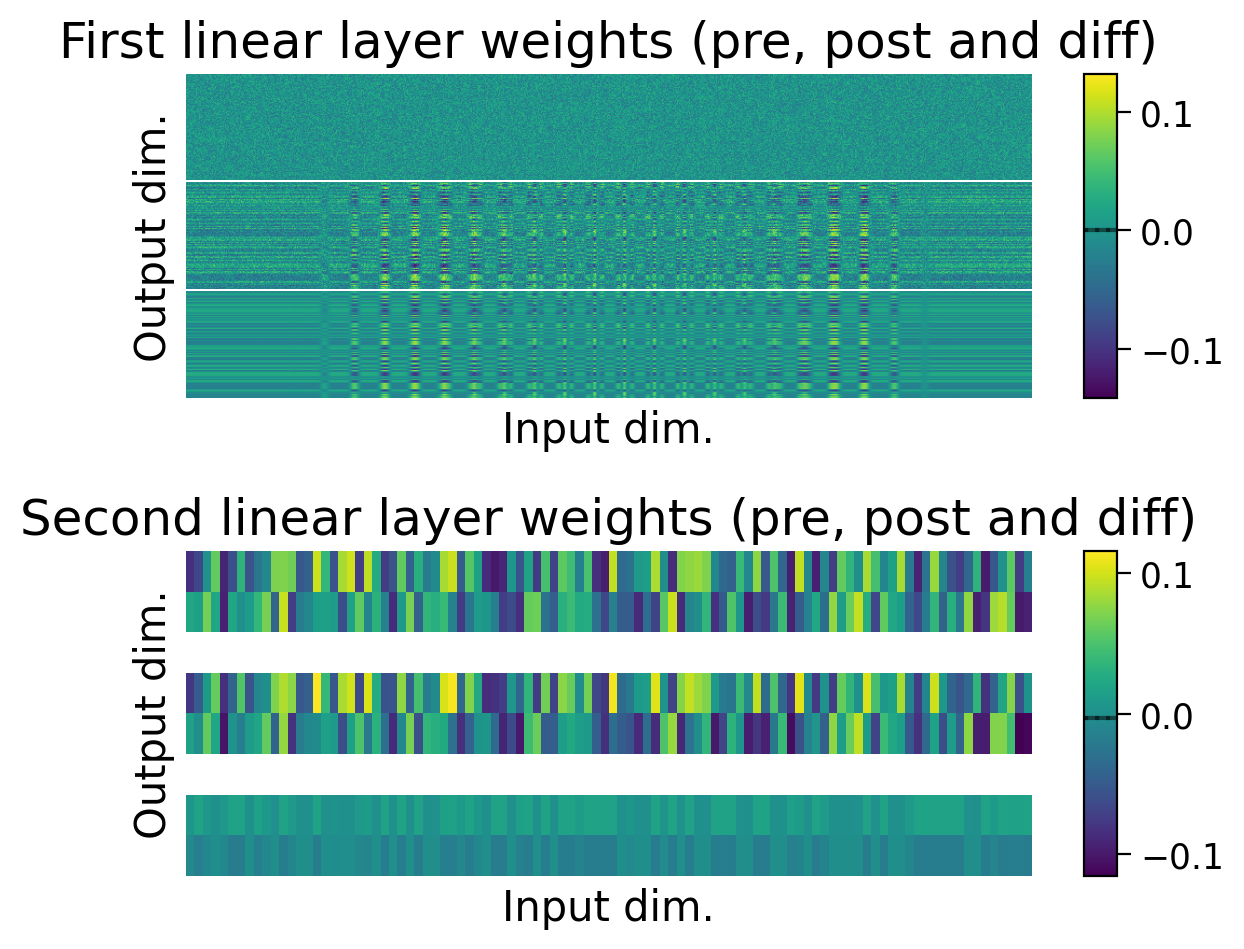 First linear layer weights (pre, post and diff)
Output dim.
0.1
0.0
−0.1
Input dim.
Second linear layer weights (pre, post and diff)
Output dim.
0.1
0.0
−0.1
Input dim.